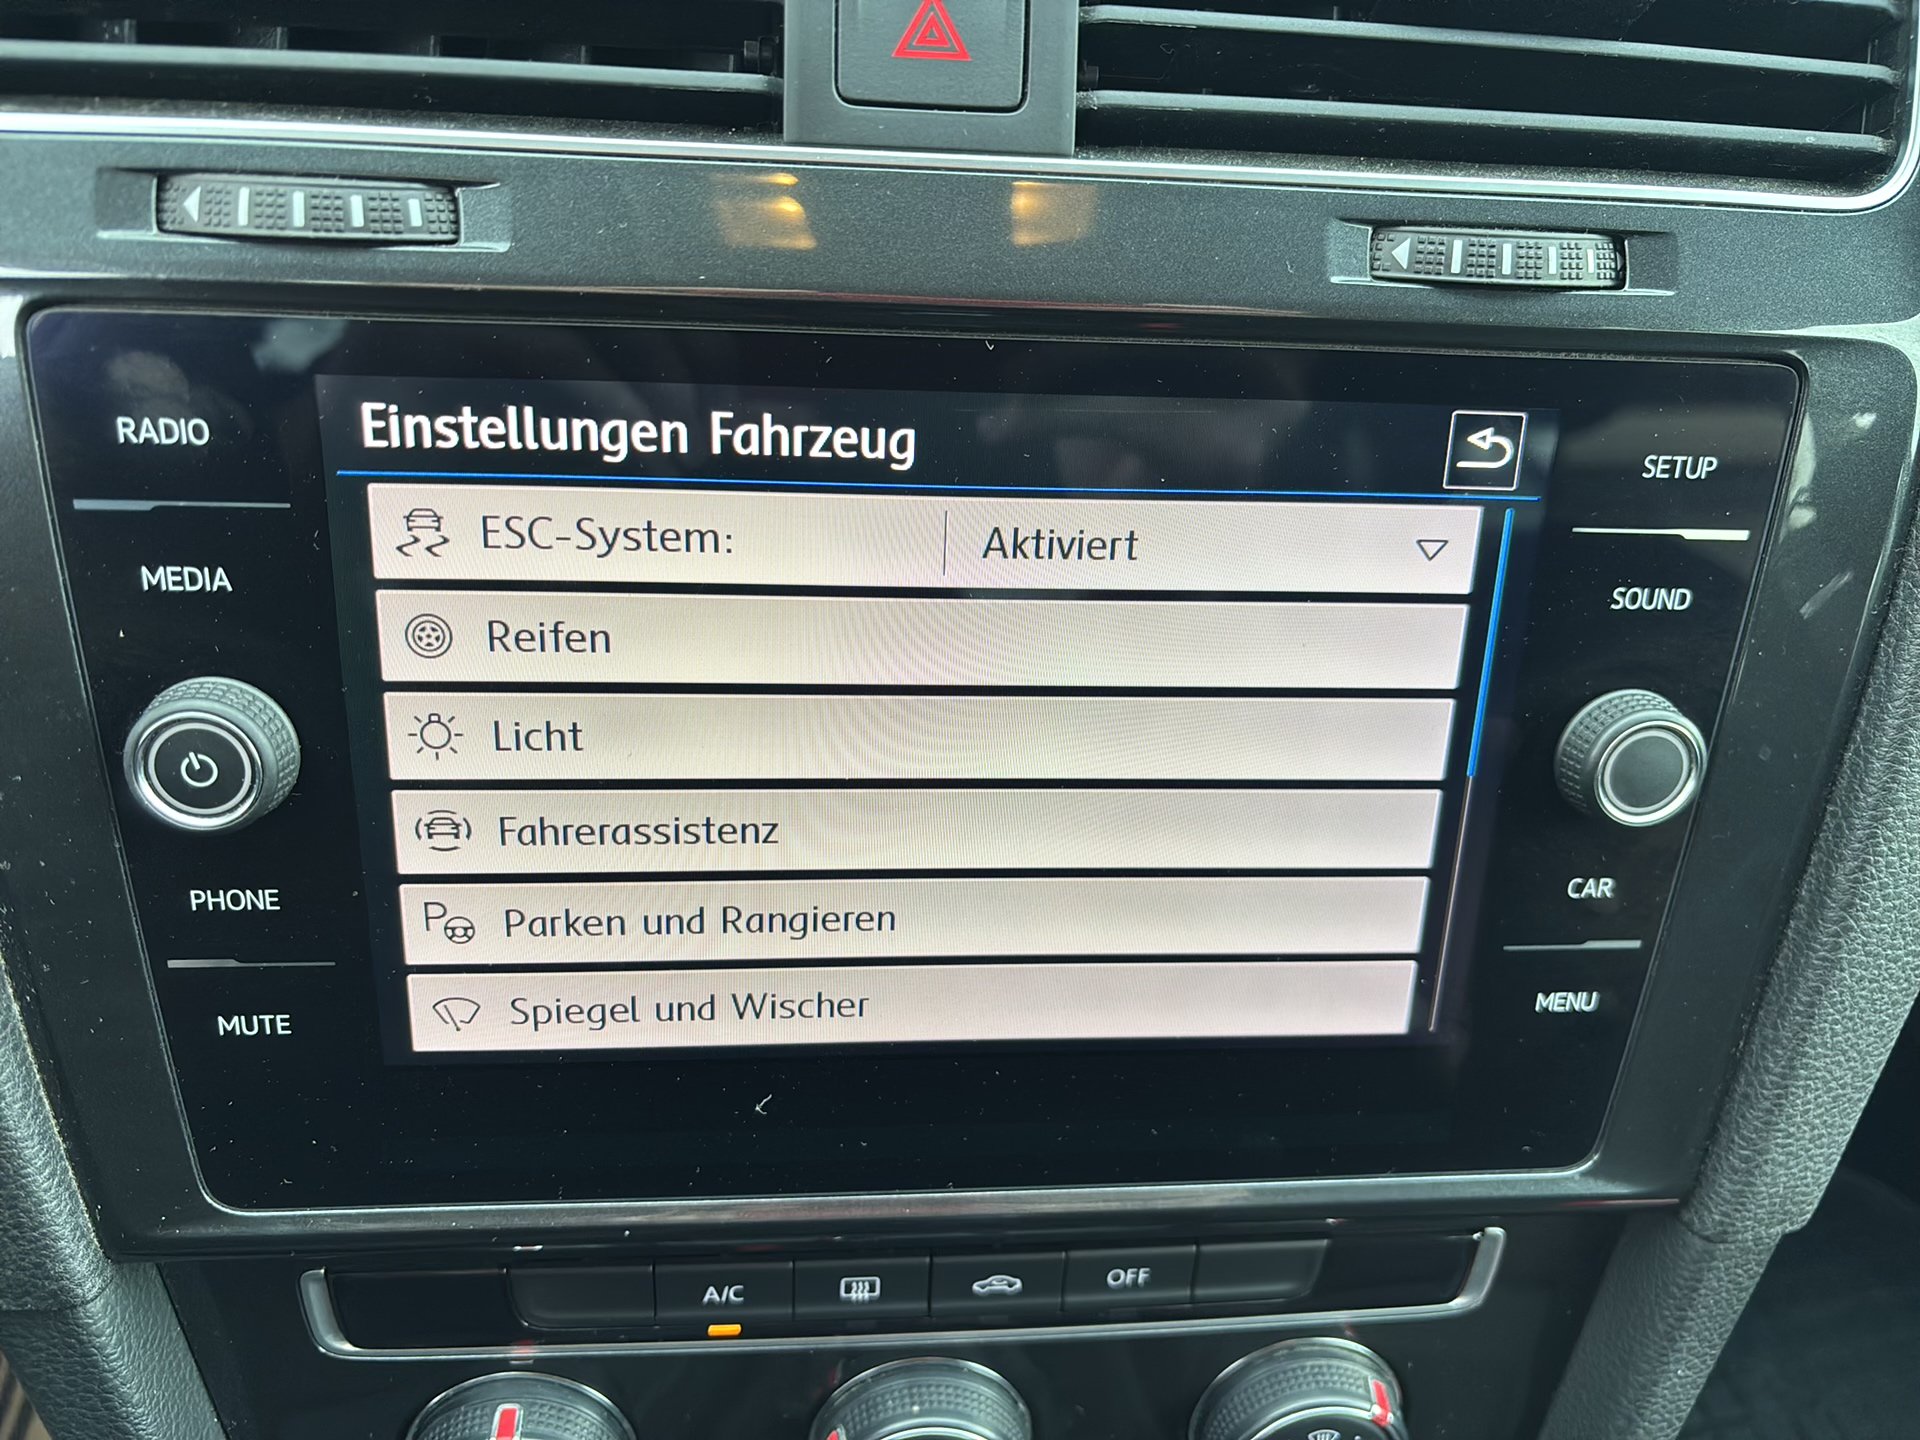 RADIO
MEDIA
PHONE
MUTE
Einstellungen Fahrzeug
ESC-System: Aktiviert
Reifen
Licht
Fahrerassistenz
P Parken und Rangieren
Spiegel und Wischer
SETUP
SOUND
CAR
MENU
A/C
OFF